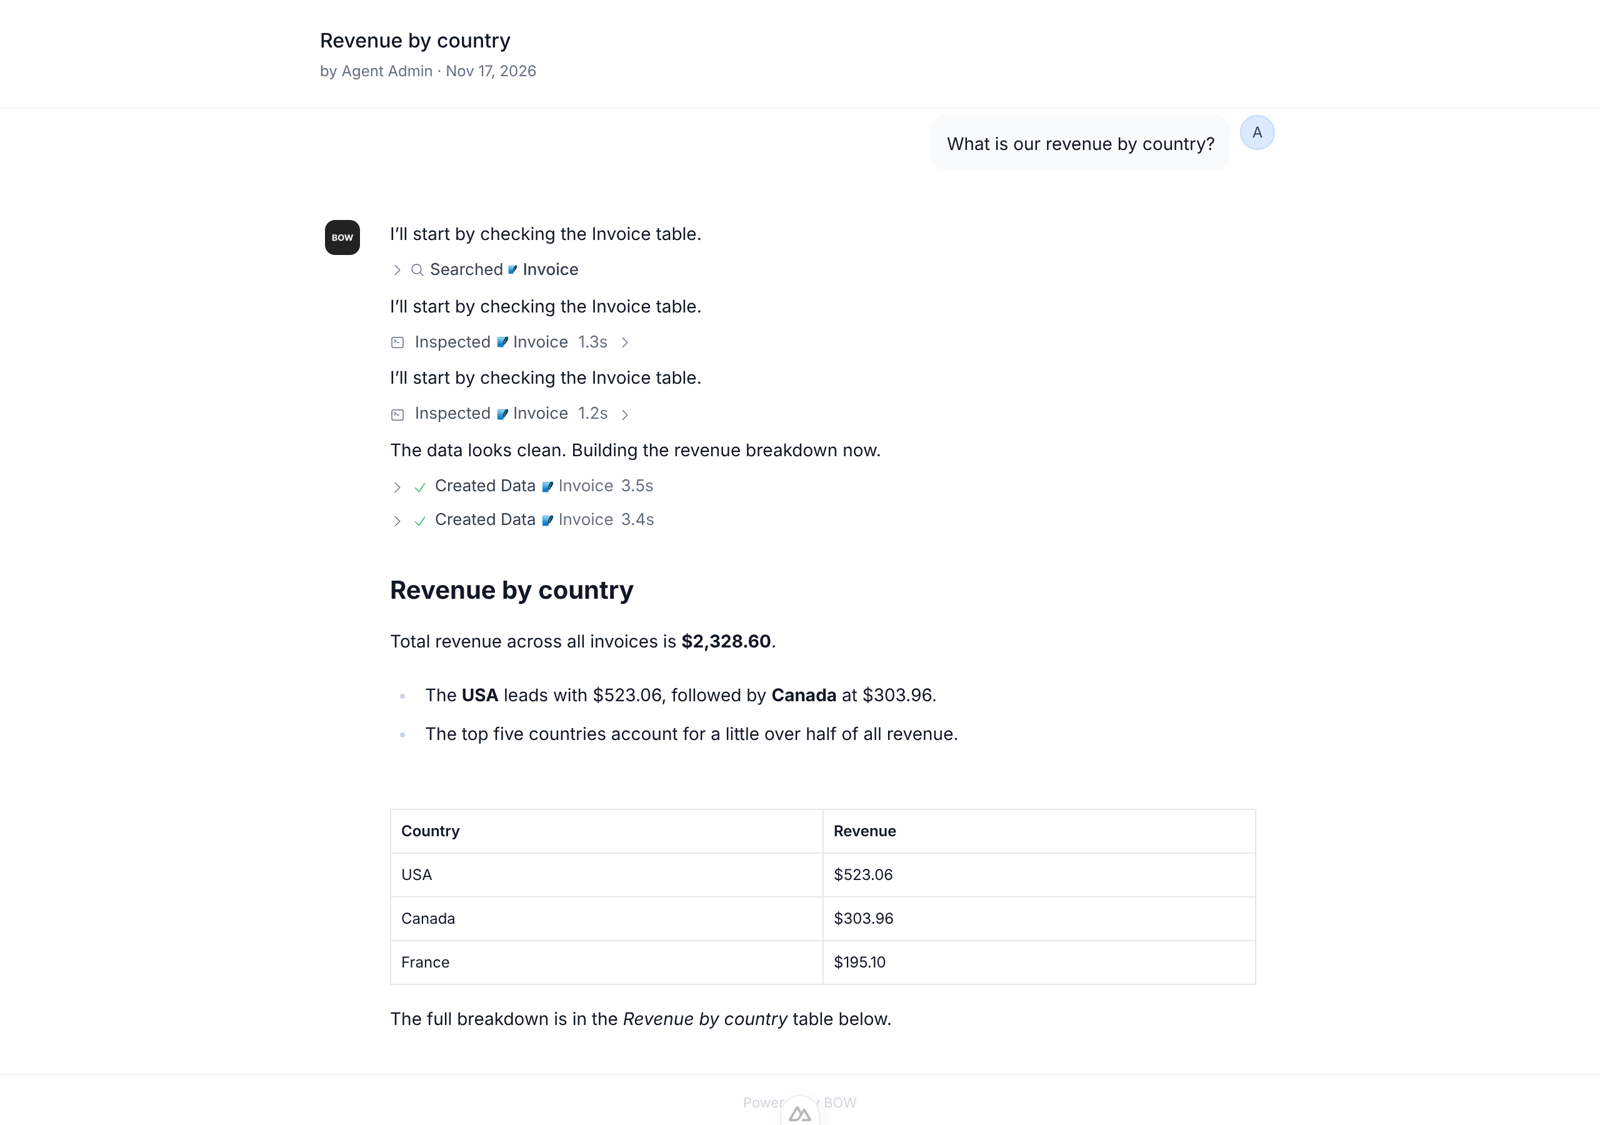 Revenue by country
by Agent Admin · Nov 17, 2026
What is our revenue by country?
A
BOW
I’ll start by checking the Invoice table.
Searched Invoice
I’ll start by checking the Invoice table.
Inspected Invoice 1.3s
I’ll start by checking the Invoice table.
Inspected Invoice 1.2s
The data looks clean. Building the revenue breakdown now.
Created Data Invoice 3.5s
Created Data Invoice 3.4s
Revenue by country
Total revenue across all invoices is $2,328.60.
The USA leads with $523.06, followed by Canada at $303.96.
The top five countries account for a little over half of all revenue.
Country Revenue
USA $523.06
Canada $303.96
France $195.10
The full breakdown is in the Revenue by country table below.
BOW